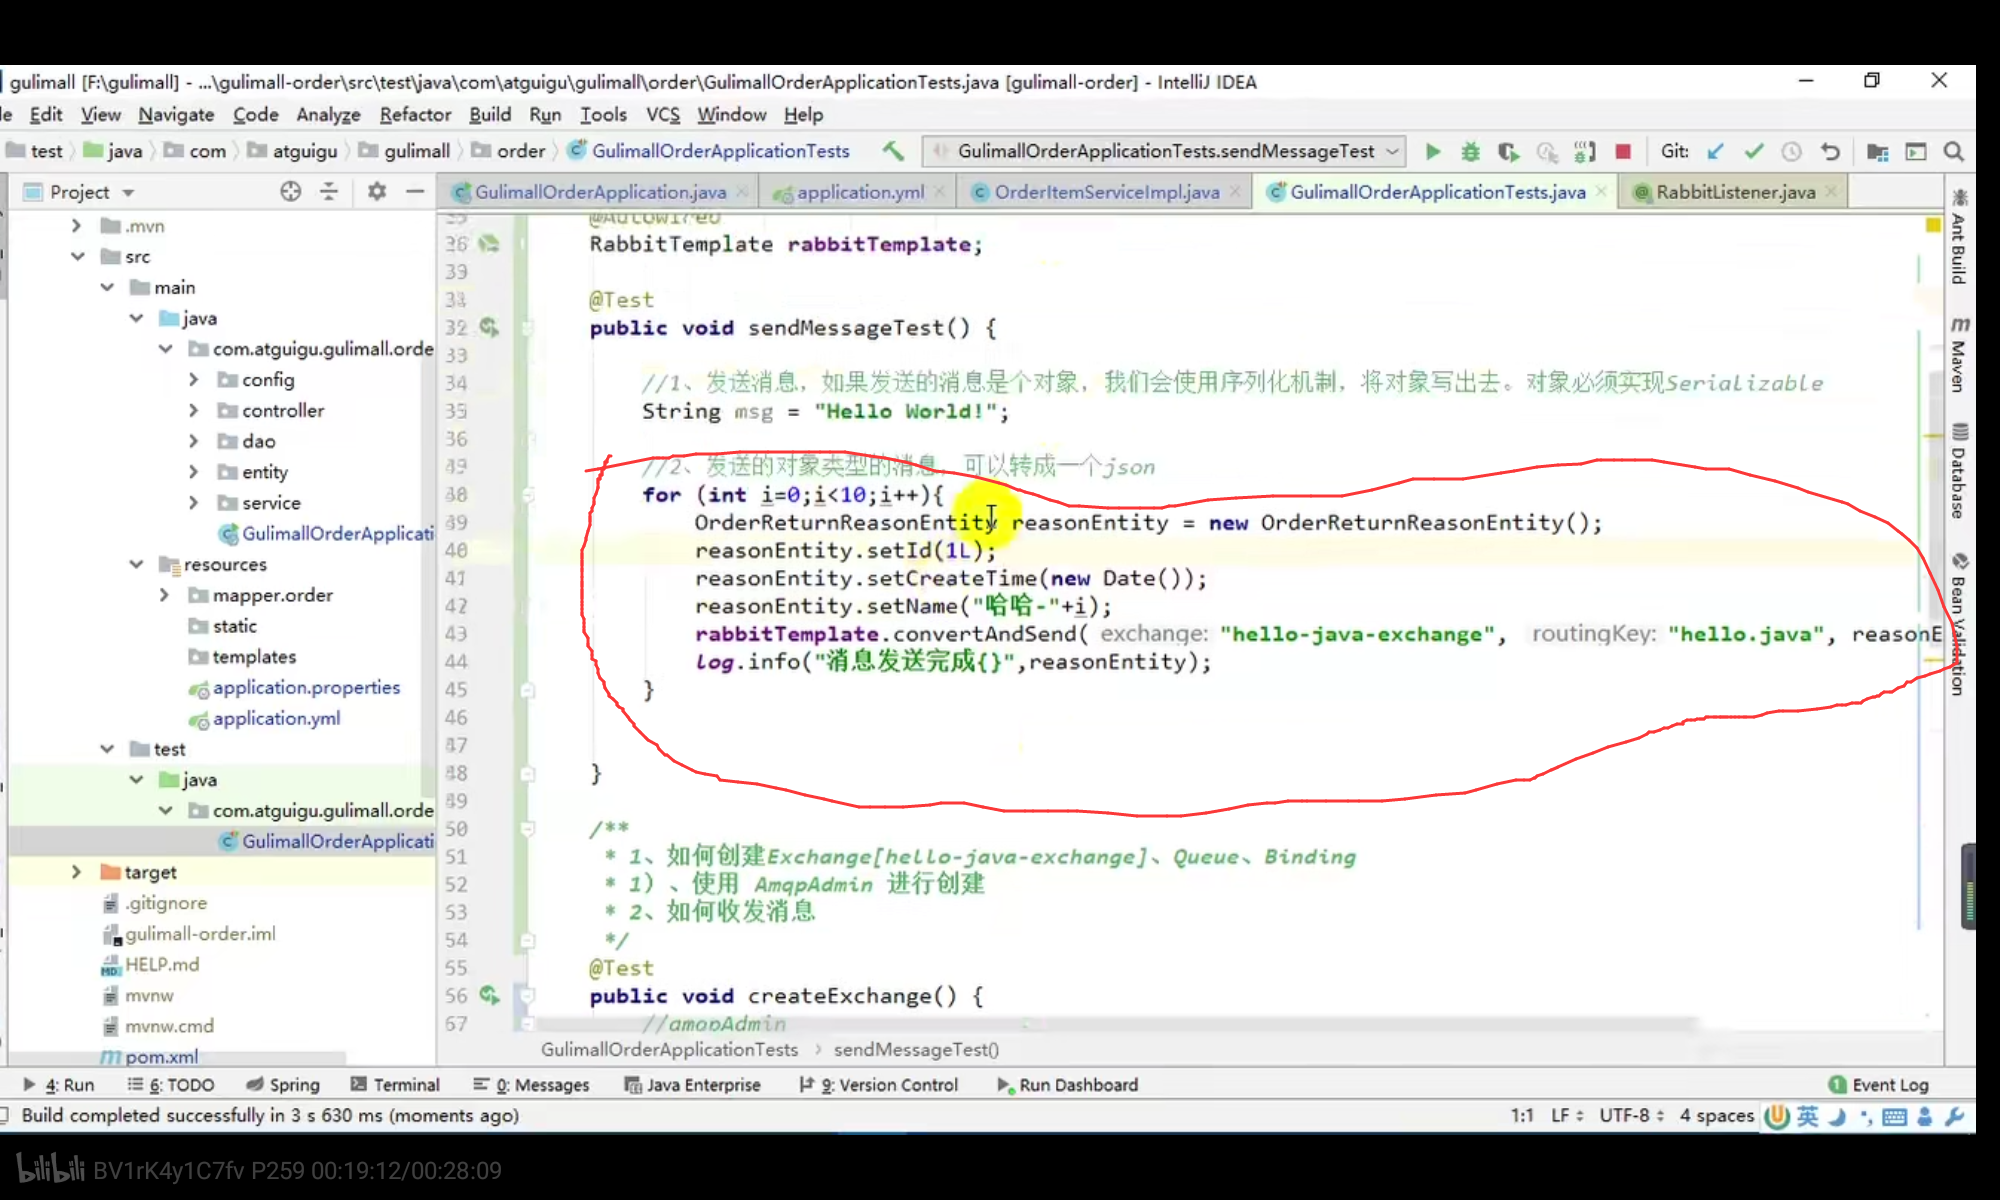 gulimall [F:\gulimall] - ...\gulimall-order\src\test\java\com\atguigu\gulimall\order\GulimallOrderApplicationTests.java [gulimall-order] - IntelliJ IDEA
Edit View Navigate Code Analyze Refactor Build Run Tools VCS Window Help
test java com atguigu gulimall order GulimallOrderApplicationTests GulimallOrderApplicationTests.sendMessageTest Git:
Project GulimallOrderApplication.java application.yml OrderItemServiceImpl.java GulimallOrderApplicationTests.java RabbitListener.java
.mvn
src
main
java
com.atguigu.gulimall.orde
config
controller
dao
entity
service
GulimallOrderApplicati
resources
mapper.order
static
templates
application.properties
application.yml
test
java
com.atguigu.gulimall.orde
GulimallOrderApplicati
target
.gitignore
gulimall-order.iml
HELP.md
mvnw
mvnw.cmd
pom.xml
@Autowired
RabbitTemplate rabbitTemplate;
@Test
32 public void sendMessageTest() {
33
34 //1、发送消息，如果发送的消息是个对象，我们会使用序列化机制，将对象写出去。对象必须实现Serializable
35 String msg = "Hello World!";
36
//2、发送的对象类型的消息，可以转成一个json
for (int i=0;i<10;i++){
OrderReturnReasonEntity reasonEntity = new OrderReturnReasonEntity();
40 reasonEntity.setId(1L);
41 reasonEntity.setCreateTime(new Date());
42 reasonEntity.setName("哈哈-"+i);
43 rabbitTemplate.convertAndSend( exchange: "hello-java-exchange", routingKey: "hello.java", reasonE
44 log.info("消息发送完成{}",reasonEntity);
45 }
46
47
48 }
49
50 /**
51 * 1、如何创建Exchange[hello-java-exchange]、Queue、Binding
52 * 1）、使用 AmqpAdmin 进行创建
53 * 2、如何收发消息
54 */
55 @Test
56 public void createExchange() {
67 //amqpAdmin
GulimallOrderApplicationTests › sendMessageTest()
Ant Build
Maven
Database
Bean Validation
4: Run 6: TODO Spring Terminal 0: Messages Java Enterprise 9: Version Control Run Dashboard 1 Event Log
Build completed successfully in 3 s 630 ms (moments ago) 1:1 LF UTF-8 4 spaces 英
bilibili BV1rK4y1C7fv P259 00:19:12/00:28:09